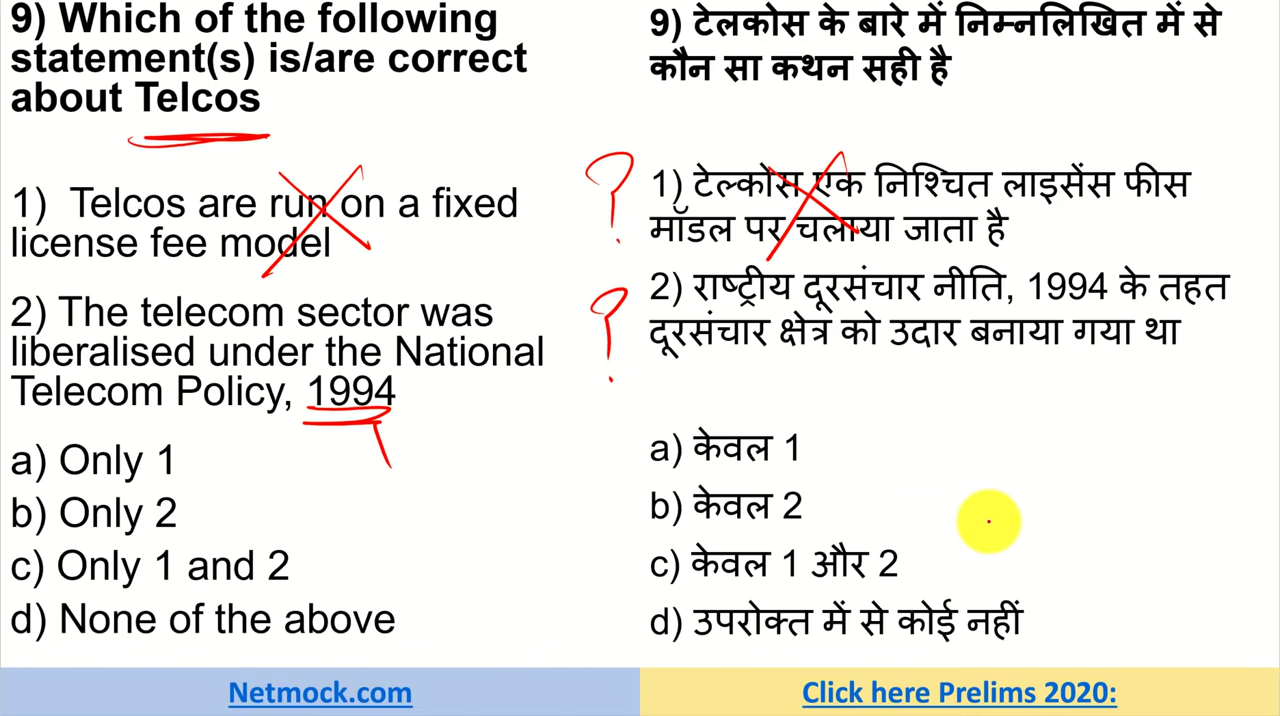 9) Which of the following
statement(s) is/are correct
about Telcos
1) Telcos are run on a fixed
license fee model
2) The telecom sector was
liberalised under the National
Telecom Policy, 1994
a) Only 1
b) Only 2
c) Only 1 and 2
d) None of the above
9) टेलकोस के बारे में निम्नलिखित में से
कौन सा कथन सही है
1) टेल्कोस एक निश्चित लाइसेंस फीस
मॉडल पर चलाया जाता है
2) राष्ट्रीय दूरसंचार नीति, 1994 के तहत
दूरसंचार क्षेत्र को उदार बनाया गया था
a) केवल 1
b) केवल 2
c) केवल 1 और 2
d) उपरोक्त में से कोई नहीं
? 
?
Netmock.com
Click here Prelims 2020: